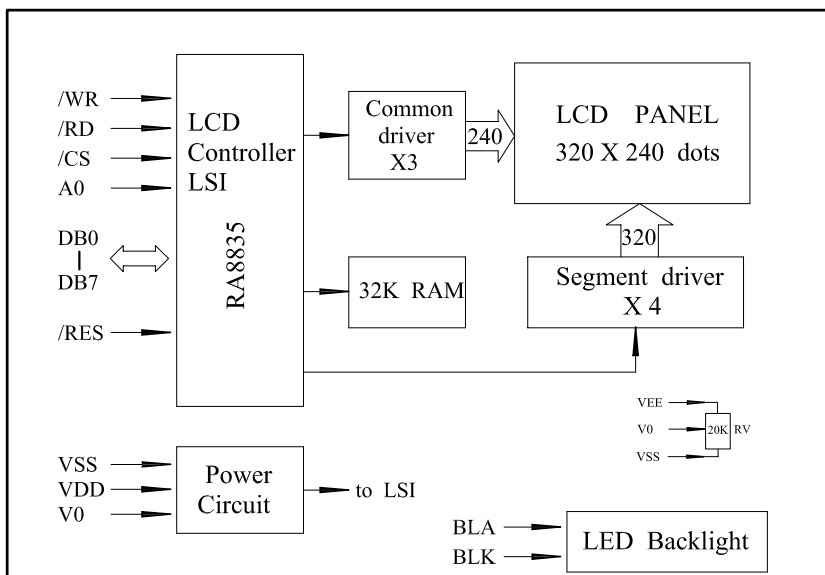 /WR
/RD
/CS
A0
DB0
DB7
/RES
LCD
Controller
LSI
RA8835
Common
driver
X3
240
LCD PANEL
320 X 240 dots
320
32K RAM
Segment driver
X 4
VEE
V0
VSS
20K RV
VSS
VDD
V0
Power
Circuit
to LSI
BLA
BLK
LED Backlight